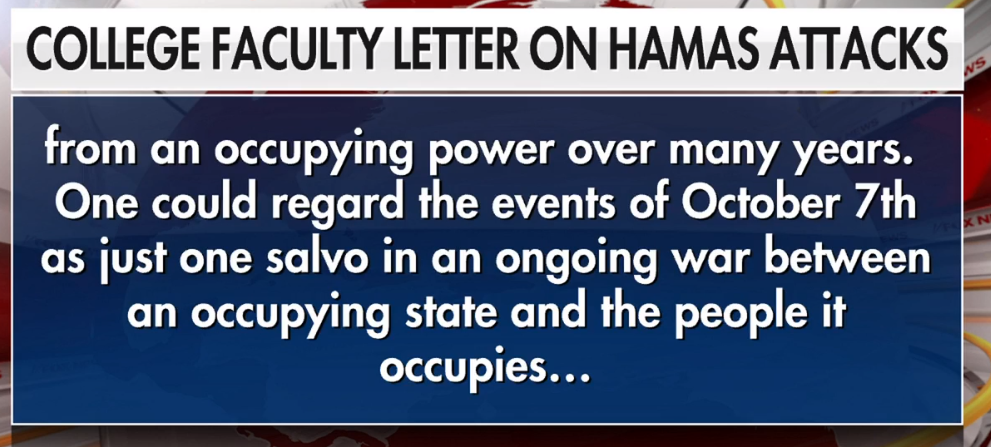 COLLEGE FACULTY LETTER ON HAMAS ATTACKS
from an occupying power over many years.
One could regard the events of October 7th
as just one salvo in an ongoing war between
an occupying state and the people it
occupies...